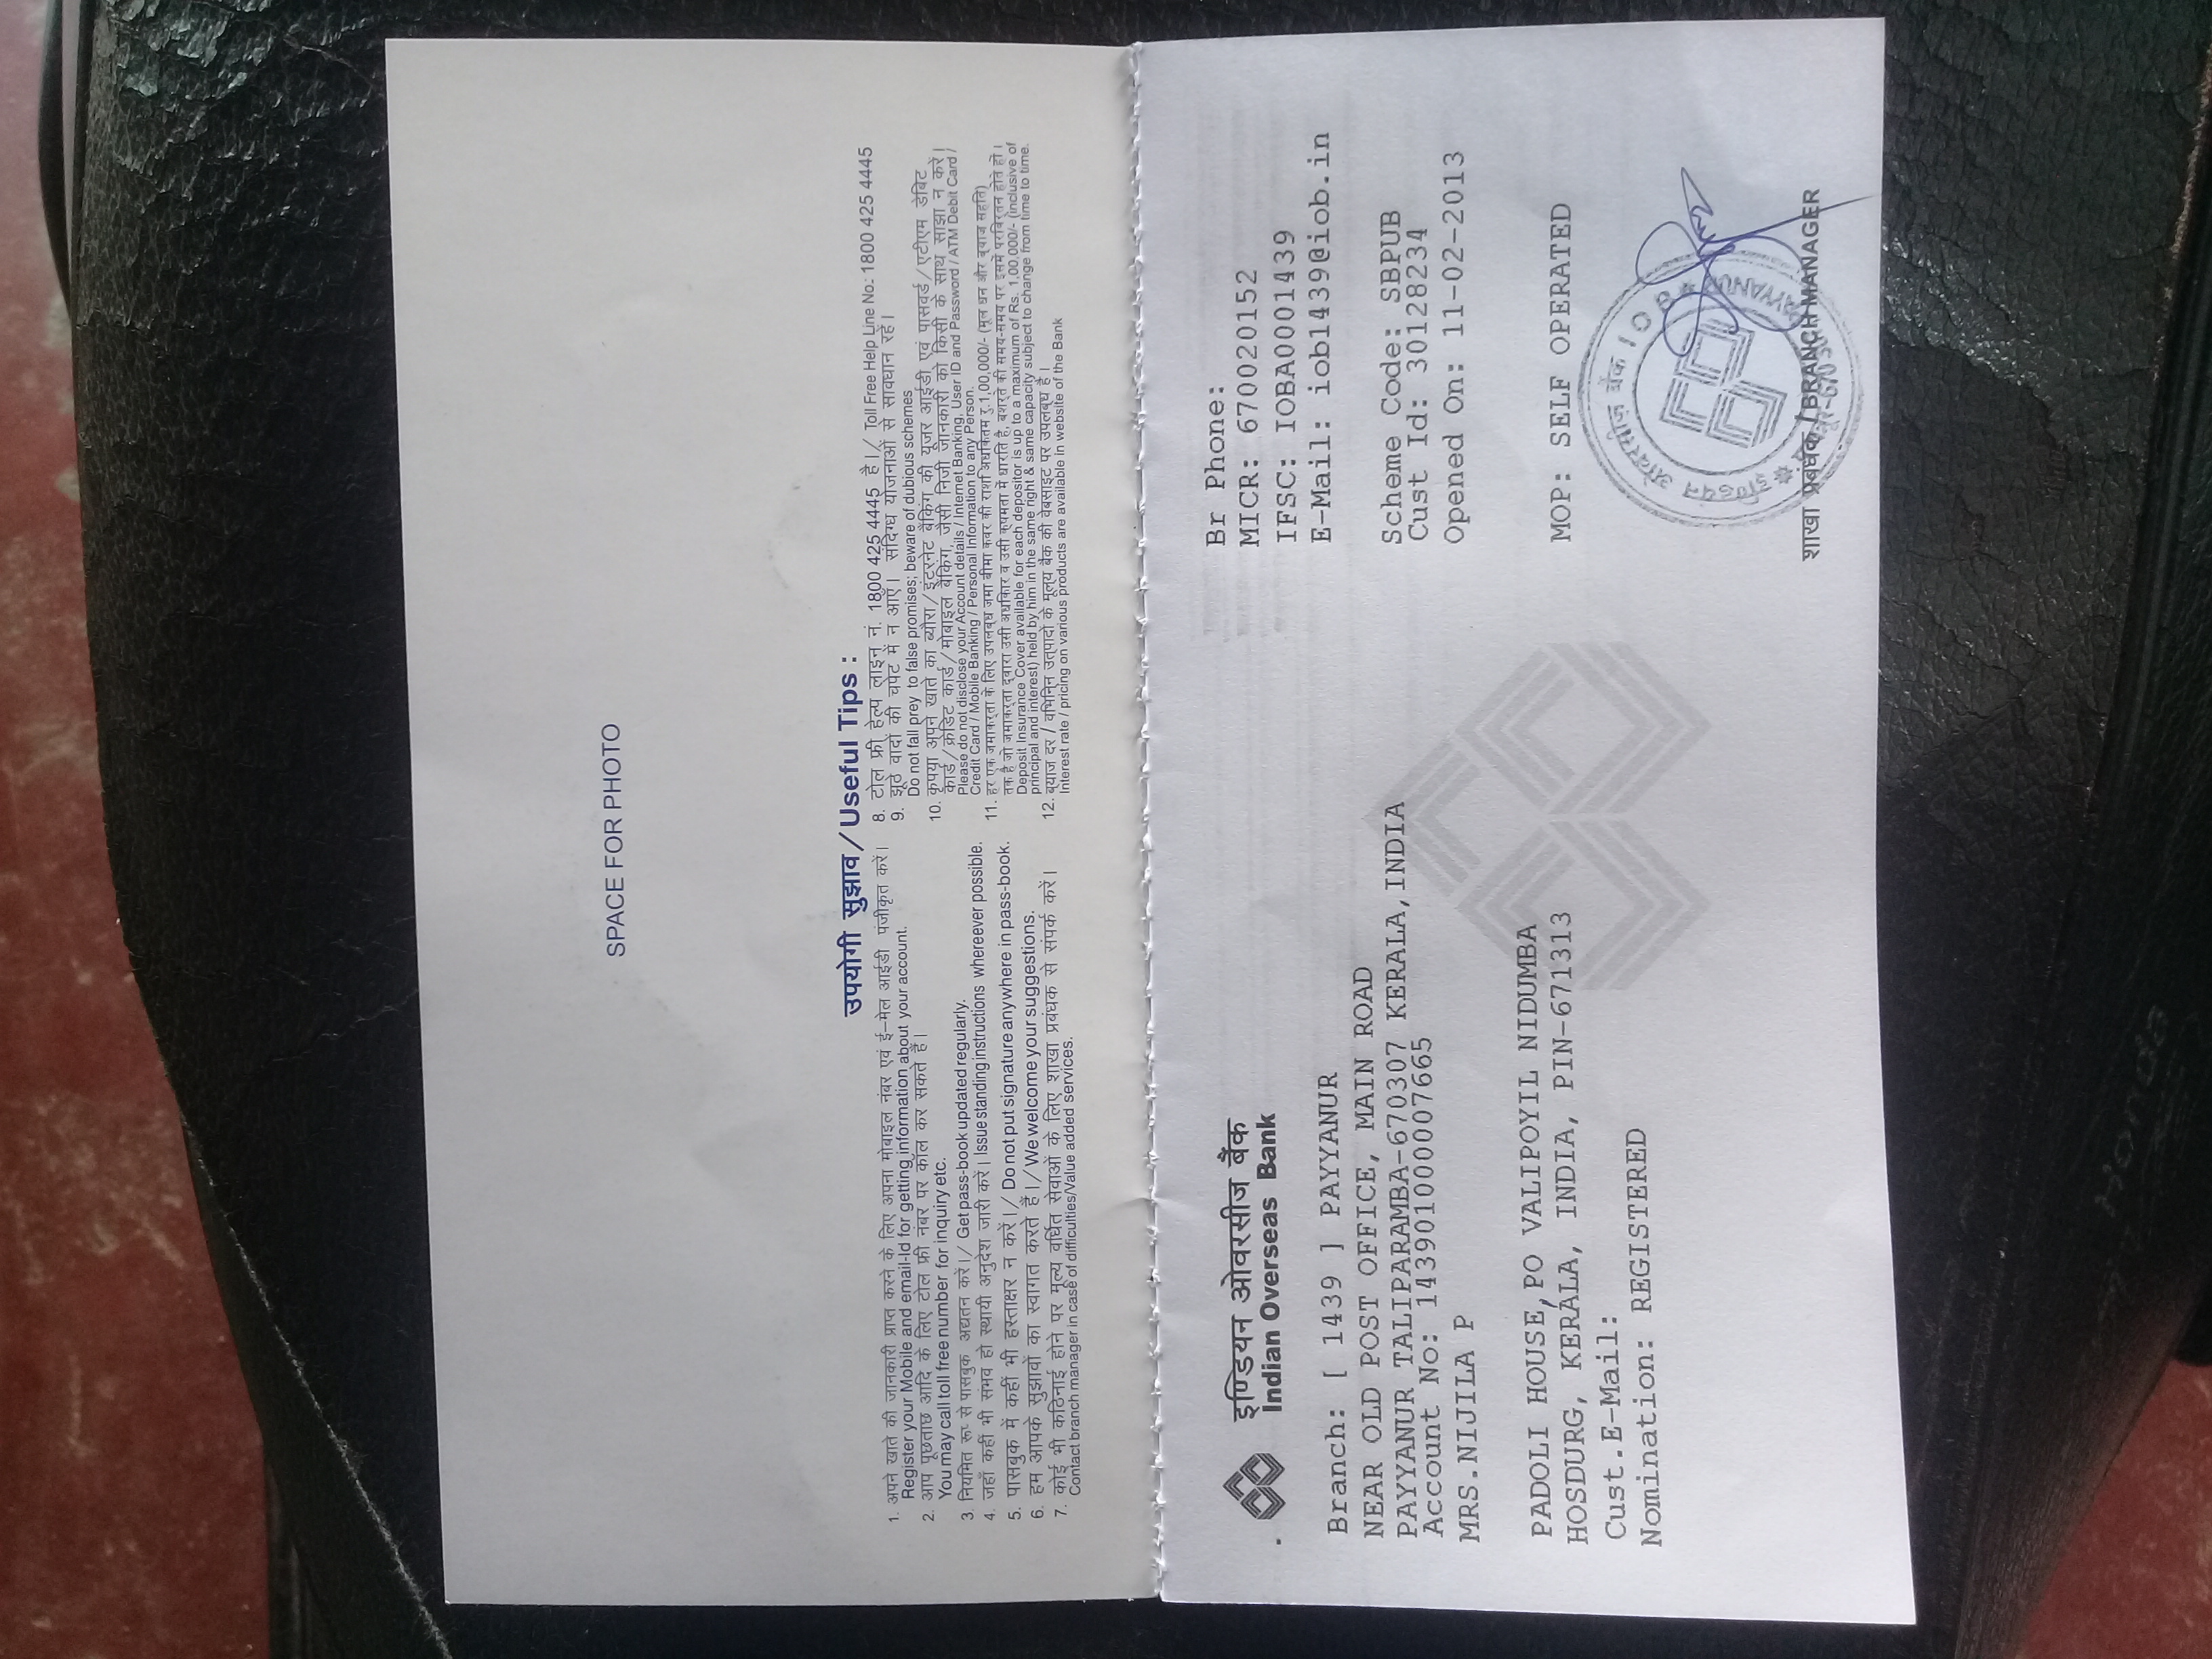 SPACE FOR PHOTO
उपयोगी सुझाव / Useful Tips :
1. अपने खाते की जानकारी प्राप्त करने के लिए अपना मोबाइल नंबर एवं ई–मेल आईडी पंजीकृत करें।
Register your Mobile and email-Id for getting information about your account.
2. आप पूछताछ आदि के लिए टोल फ्री नंबर पर कॉल कर सकते हैं।
You may call toll free number for inquiry etc.
3. नियमित रूप से पासबुक अद्यतन करें। / Get pass-book updated regularly.
4. जहाँ कहीं भी संभव हो स्थायी अनुदेश जारी करें। Issue standing instructions whereever possible.
5. पासबुक में कहीं भी हस्ताक्षर न करें। / Do not put signature anywhere in pass-book.
6. हम आपके सुझावों का स्वागत करते हैं। / We welcome your suggestions.
7. कोई भी कठिनाई होने पर मूल्य वर्धित सेवाओं के लिए शाखा प्रबंधक से संपर्क करें।
Contact branch manager in case of difficulties/Value added services.
8. टोल फ्री हेल्प लाइन नं. 1800 425 4445 है। / Toll Free Help Line No.: 1800 425 4445
9. झूठे वादों की चपेट में न आएँ। संदिग्ध योजनाओं से सावधान रहें।
Do not fall prey to false promises; beware of dubious schemes
10. कृपया अपने खाते का ब्यौरा / इंटरनेट बैंकिंग की यूजर आईडी एवं पासवर्ड / एटीएम डेबिट
कार्ड / क्रेडिट कार्ड / मोबाइल बैंकिंग, जैसी निजी जानकारी को किसी के साथ साझा न करें।
Please do not disclose your Account details / Internet Banking, User ID and Password / ATM Debit Card /
Credit Card / Mobile Banking / Personal Information to any Person.
11. हर एक जमाकर्ता के लिए उपलब्ध जमा बीमा कवर की राशि अधिकतम रु.1,00,000/- (मूल धन और ब्याज सहित)
तक है जो जमाकर्ता द्वारा उसी अधिकार व उसी क्षमता में धारित है, बशर्ते की समय-समय पर इसमें परिवर्तन होते हों।
Deposit Insurance Cover available for each depositor is up to a maximum of Rs. 1,00,000/- (inclusive of
principal and interest) held by him in the same right & same capacity subject to change from time to time.
12. ब्याज दर / विभिन्न उत्पादों के मूल्य बैंक की वेबसाइट पर उपलब्ध है।
Interest rate / pricing on various products are available in website of the Bank
इण्डियन ओवरसीज बैंक
Indian Overseas Bank
Branch: [ 1439 ] PAYYANUR
NEAR OLD POST OFFICE, MAIN ROAD
PAYYANUR TALIPARAMBA-670307 KERALA,INDIA
Account No: 143901000007665
MRS.NIJILA P
PADOLI HOUSE,PO VALIPOYIL NIDUMBA
HOSDURG, KERALA, INDIA, PIN-671313
Cust.E-Mail:
Nomination: REGISTERED
Br Phone:
MICR: 670020152
IFSC: IOBA0001439
E-Mail: iob1439@iob.in
Scheme Code: SBPUB
Cust Id: 30128234
Opened On: 11-02-2013
MOP: SELF OPERATED
इण्डियन ओवरसीज़ बैंक I O B
PAYYANUR
शाखा प्रबंधक / BRANCH MANAGER
Honda